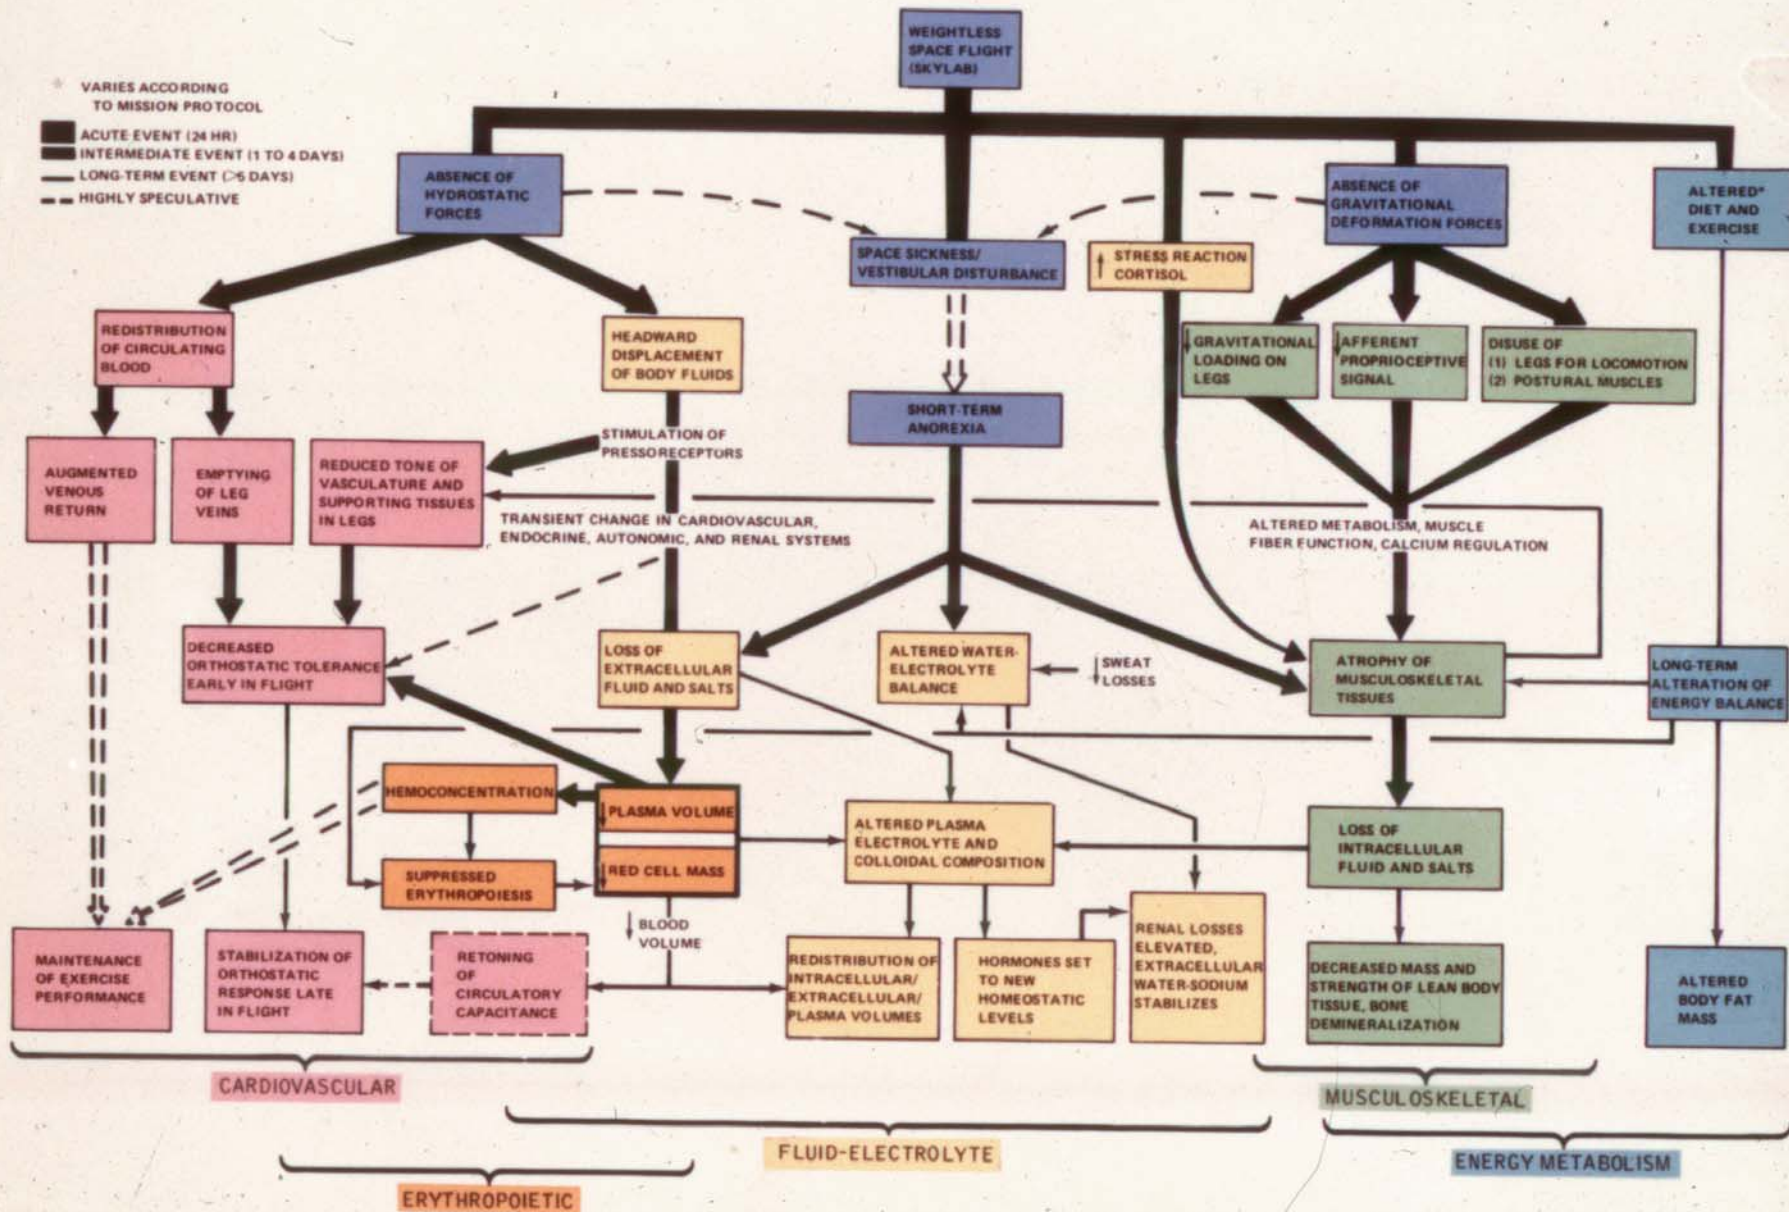 WEIGHTLESS
SPACE FLIGHT
(SKYLAB)
* VARIES ACCORDING
TO MISSION PROTOCOL
ACUTE EVENT (24 HR)
INTERMEDIATE EVENT (1 TO 4 DAYS)
LONG-TERM EVENT (>5 DAYS)
HIGHLY SPECULATIVE
ABSENCE OF
HYDROSTATIC
FORCES
SPACE SICKNESS/
VESTIBULAR DISTURBANCE
↑ STRESS REACTION
CORTISOL
ABSENCE OF
GRAVITATIONAL
DEFORMATION FORCES
ALTERED*
DIET AND
EXERCISE
REDISTRIBUTION
OF CIRCULATING
BLOOD
HEADWARD
DISPLACEMENT
OF BODY FLUIDS
↓ GRAVITATIONAL
LOADING ON
LEGS
↓ AFFERENT
PROPRIOCEPTIVE
SIGNAL
DISUSE OF
(1) LEGS FOR LOCOMOTION
(2) POSTURAL MUSCLES
SHORT-TERM
ANOREXIA
AUGMENTED
VENOUS
RETURN
EMPTYING
OF LEG
VEINS
REDUCED TONE OF
VASCULATURE AND
SUPPORTING TISSUES
IN LEGS
STIMULATION OF
PRESSORECEPTORS
TRANSIENT CHANGE IN CARDIOVASCULAR,
ENDOCRINE, AUTONOMIC, AND RENAL SYSTEMS
ALTERED METABOLISM, MUSCLE
FIBER FUNCTION, CALCIUM REGULATION
DECREASED
ORTHOSTATIC TOLERANCE
EARLY IN FLIGHT
LOSS OF
EXTRACELLULAR
FLUID AND SALTS
ALTERED WATER-
ELECTROLYTE
BALANCE
↓ SWEAT
LOSSES
ATROPHY OF
MUSCULOSKELETAL
TISSUES
LONG-TERM
ALTERATION OF
ENERGY BALANCE
HEMOCONCENTRATION
↓ PLASMA VOLUME
↓ RED CELL MASS
SUPPRESSED
ERYTHROPOIESIS
ALTERED PLASMA
ELECTROLYTE AND
COLLOIDAL COMPOSITION
LOSS OF
INTRACELLULAR
FLUID AND SALTS
↓ BLOOD
VOLUME
MAINTENANCE
OF EXERCISE
PERFORMANCE
STABILIZATION OF
ORTHOSTATIC
RESPONSE LATE
IN FLIGHT
RETONING
OF
CIRCULATORY
CAPACITANCE
REDISTRIBUTION OF
INTRACELLULAR/
EXTRACELLULAR/
PLASMA VOLUMES
HORMONES SET
TO NEW
HOMEOSTATIC
LEVELS
RENAL LOSSES
ELEVATED,
EXTRACELLULAR
WATER-SODIUM
STABILIZES
DECREASED MASS AND
STRENGTH OF LEAN BODY
TISSUE, BONE
DEMINERALIZATION
ALTERED
BODY FAT
MASS
CARDIOVASCULAR
MUSCULOSKELETAL
FLUID-ELECTROLYTE
ENERGY METABOLISM
ERYTHROPOIETIC